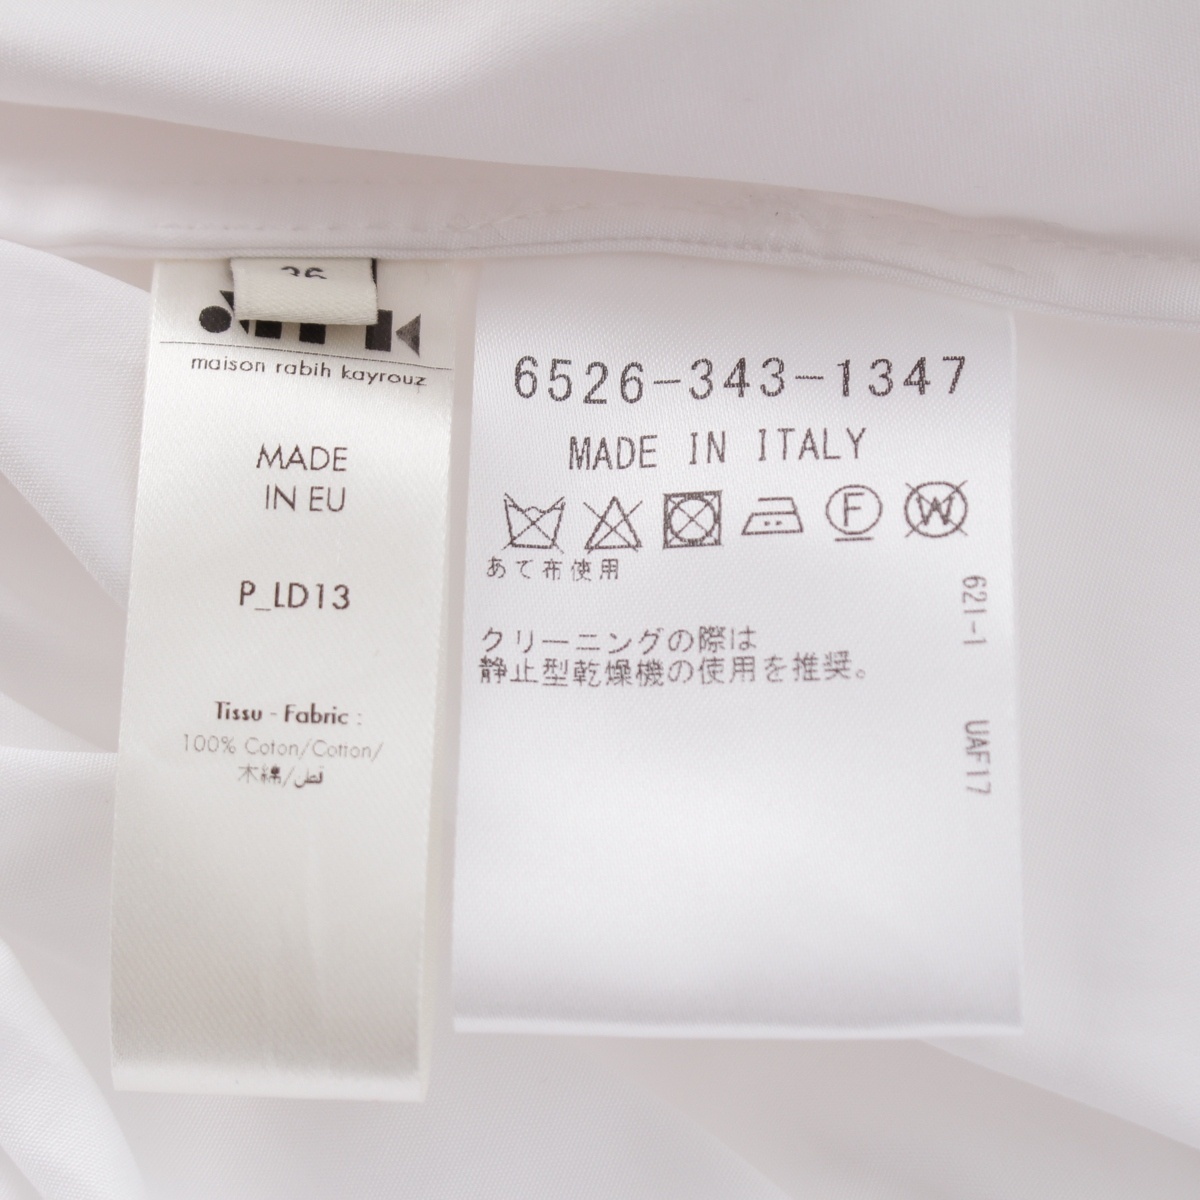 36
maison rabih kayrouz
MADE
IN EU
P_LD13
Tissu - Fabric :
100% Coton/Cotton/
木綿/قطن
6526-343-1347
MADE IN ITALY
F
W
あて布使用
クリーニングの際は
静止型乾燥機の使用を推奨。
621-1
UAF17